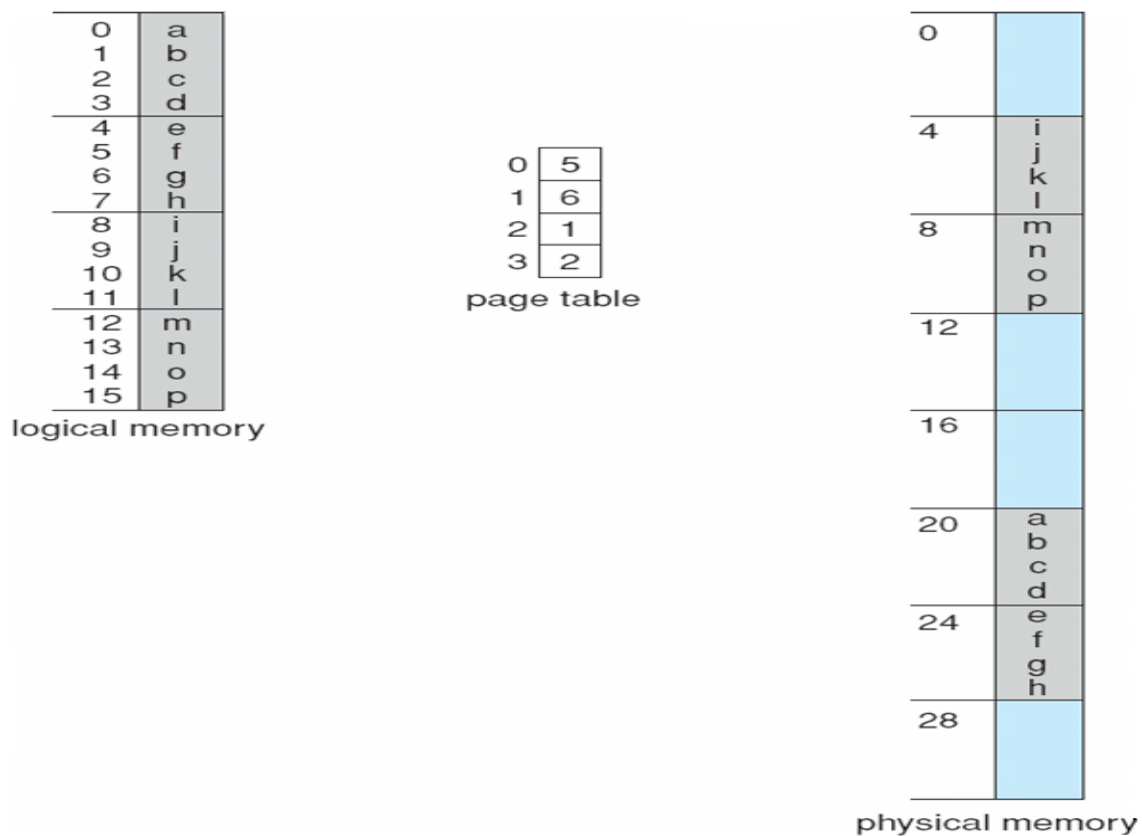 0 a
1 b
2 c
3 d
4 e
5 f
6 g
7 h
8 i
9 j
10 k
11 l
12 m
13 n
14 o
15 p
logical memory
0 5
1 6
2 1
3 2
page table
0
4 i
j
k
l
8 m
n
o
p
12
16
20 a
b
c
d
24 e
f
g
h
28
physical memory